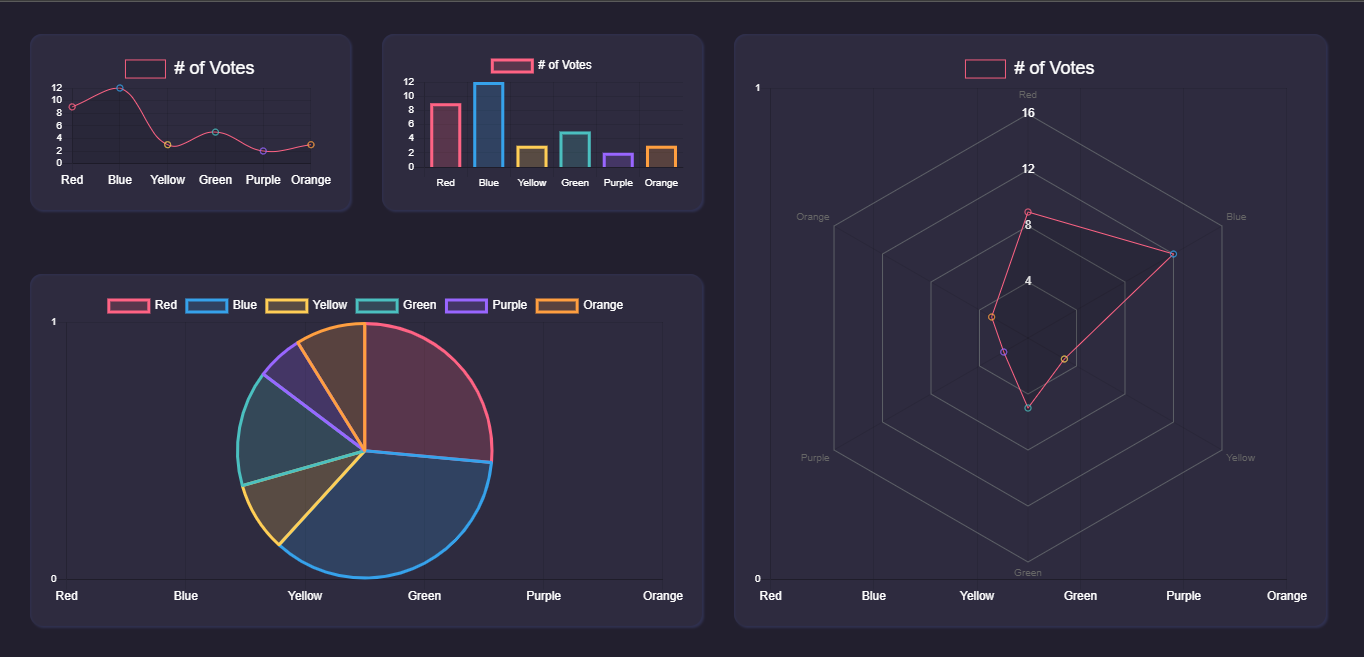 # of Votes
12
10
8
6
4
2
0
Red Blue Yellow Green Purple Orange
# of Votes
12
10
8
6
4
2
0
Red Blue Yellow Green Purple Orange
# of Votes
1
Red
16
12
8
4
Orange
Blue
Purple
Yellow
Green
0
Red Blue Yellow Green Purple Orange
Red Blue Yellow Green Purple Orange
1
0
Red Blue Yellow Green Purple Orange